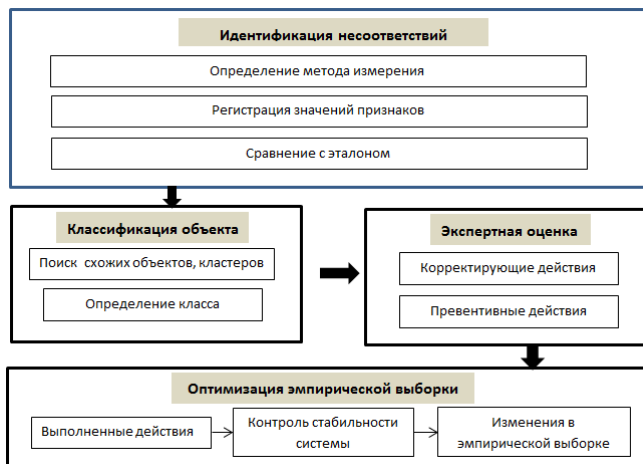 Идентификация несоответствий
Определение метода измерения
Регистрация значений признаков
Сравнение с эталоном
Классификация объекта
Поиск схожих объектов, кластеров
Определение класса
Экспертная оценка
Корректирующие действия
Превентивные действия
Оптимизация эмпирической выборки
Выполненные действия
Контроль стабильности
системы
Изменения в
эмпирической выборке